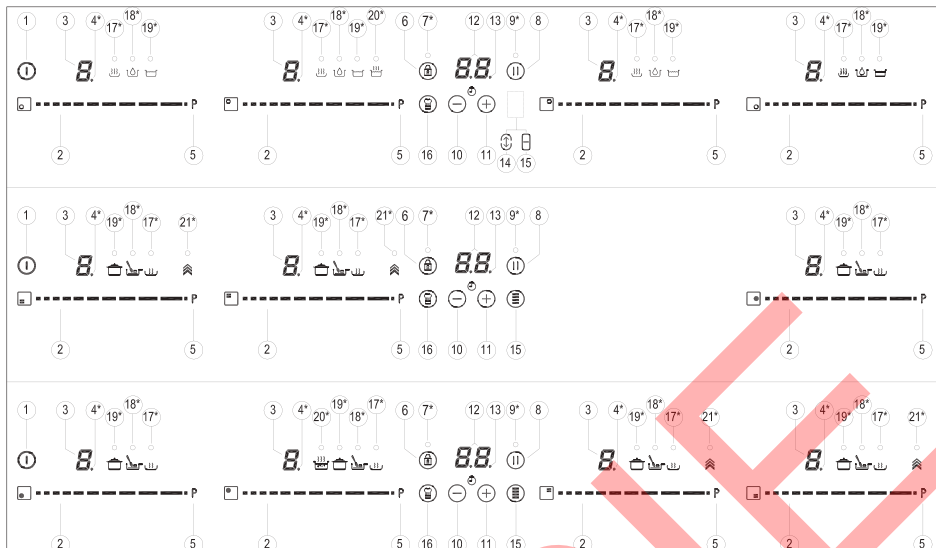 18* 18* 20* 18* 18*
1 3 4* 17* 19* 3 4* 17* 19* 6 7* 12 13 9* 8 3 4* 17* 19* 3 4* 17* 19*
8. 8. 88 8. 8.
P P P P
2 5 2 5 16 10 11 14 15 2 5 2 5
18* 18* 18*
1 3 4* 19* 17* 21* 3 4* 19* 17* 21* 6 7* 12 13 9* 8 3 4* 19* 17*
8. 8. 88 8.
P P P
2 5 2 5 16 10 11 15 2 5
18* 19* 17* 18* 18*
1 3 4* 19* 17* 3 4* 20* 18* 6 7* 12 13 9* 8 3 4* 19* 17* 21* 3 4* 19* 17* 21*
8. 8. 88 8. 8.
P P P P
2 5 2 5 16 10 11 15 2 5 2 5